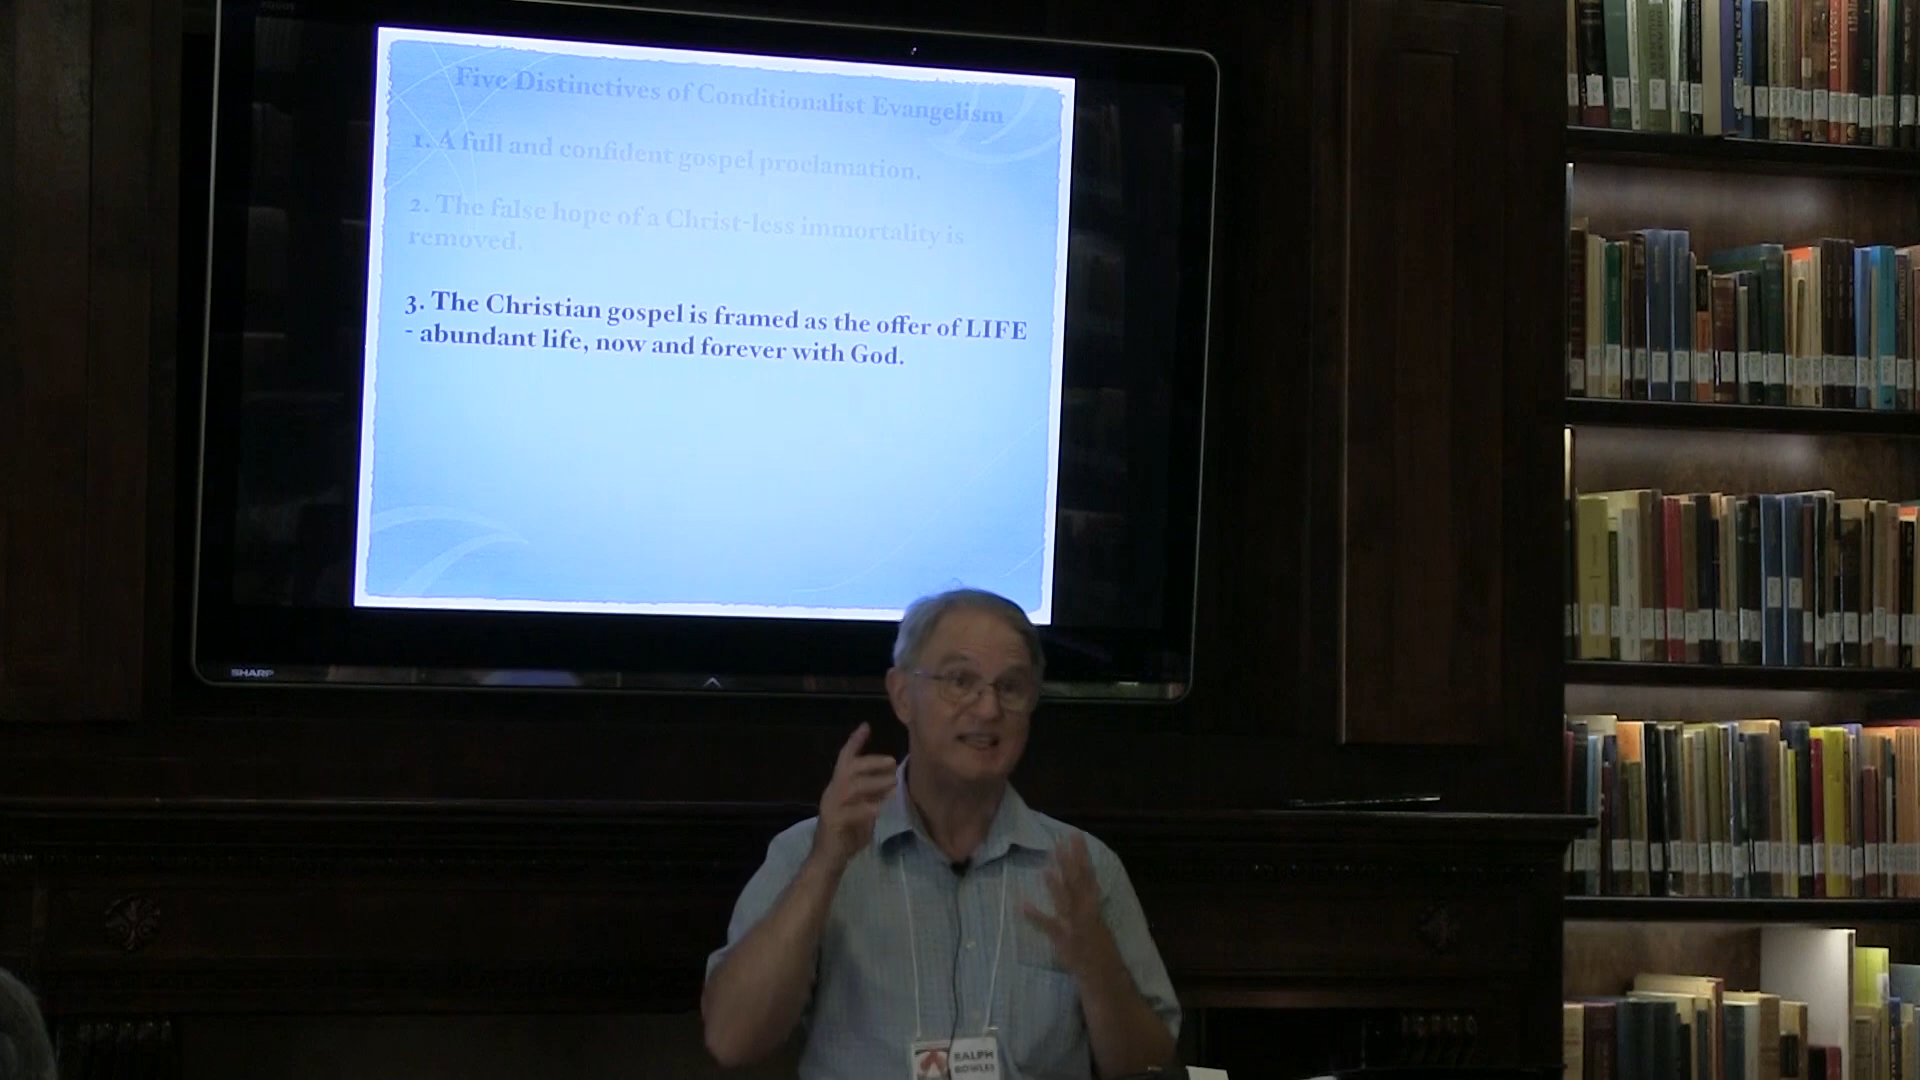 Five Distinctives of Conditionalist Evangelism
1. A full and confident gospel proclamation.
2. The false hope of a Christ-less immortality is
removed.
3. The Christian gospel is framed as the offer of LIFE
- abundant life, now and forever with God.
SHARP
RALPH
BOWLES